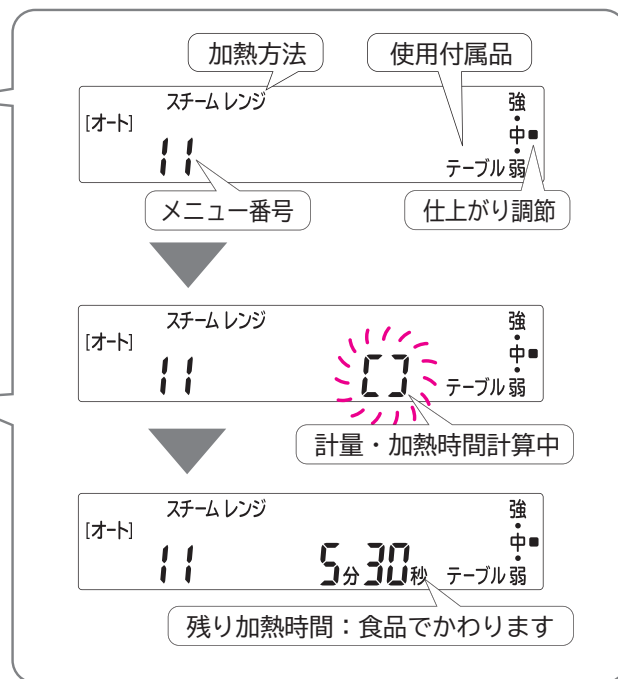 加熱方法
使用付属品
スチーム レンジ
[オート]
強
・
中■
・
11
テーブル 弱
メニュー番号
仕上がり調節
スチーム レンジ
[オート]
強
・
中■
・
11
テーブル 弱
計量・加熱時間計算中
スチーム レンジ
[オート]
強
・
中■
・
11 5分30秒 テーブル 弱
残り加熱時間：食品でかわります